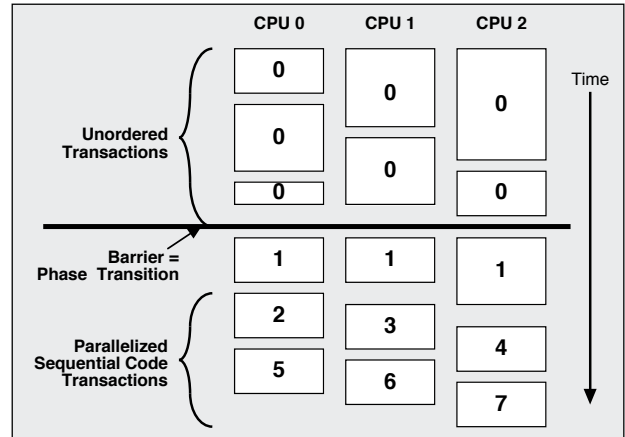 CPU 0 CPU 1 CPU 2
Time
0 0 0
0 0
0 0
Unordered
Transactions
Barrier =
Phase Transition
1 1 1
2 3 4
5 6 7
Parallelized
Sequential Code
Transactions